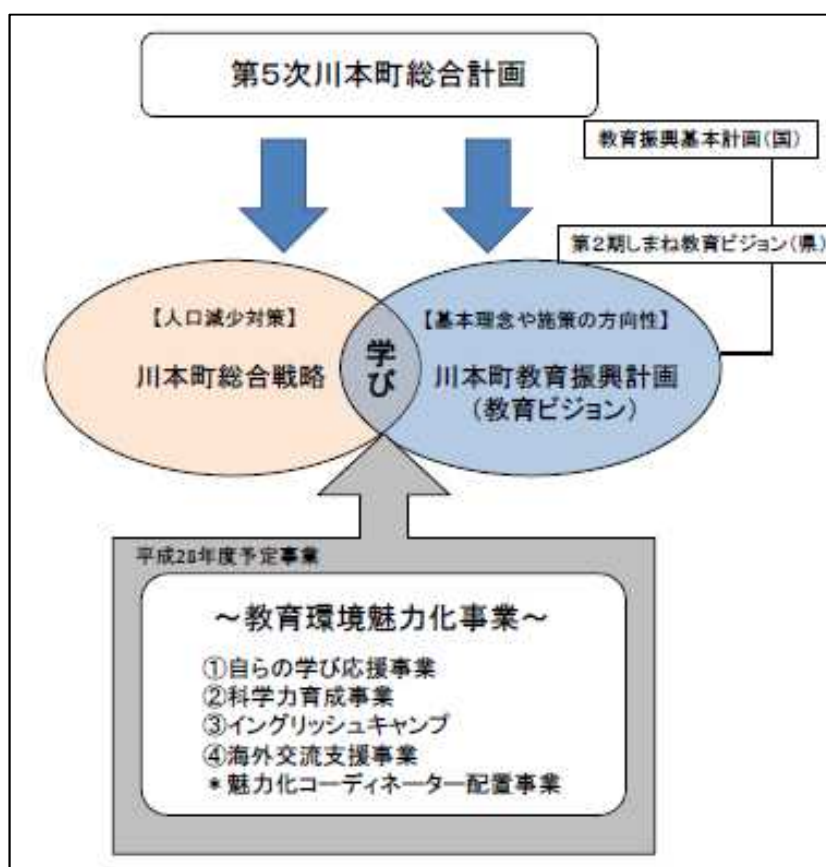 第5次川本町総合計画
教育振興基本計画(国)
第2期しまね教育ビジョン(県)
【人口減少対策】
川本町総合戦略
学び
【基本理念や施策の方向性】
川本町教育振興計画
(教育ビジョン)
平成28年度予定事業
～教育環境魅力化事業～
①自らの学び応援事業
②科学力育成事業
③イングリッシュキャンプ
④海外交流支援事業
*魅力化コーディネーター配置事業